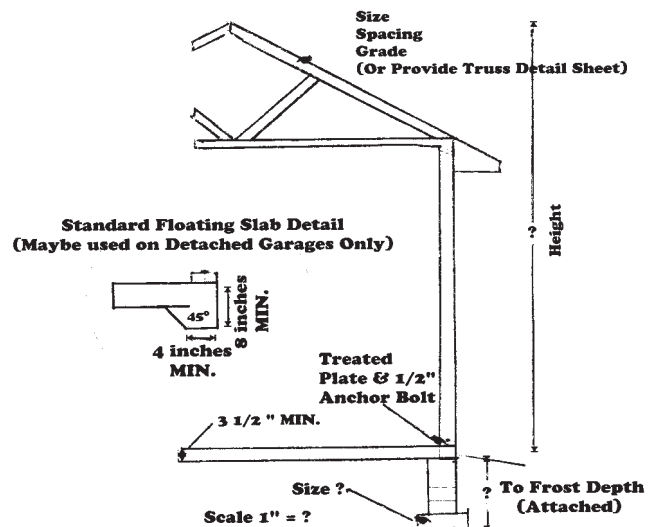 Size
Spacing
Grade
(Or Provide Truss Detail Sheet)
?
Height
Standard Floating Slab Detail
(Maybe used on Detached Garages Only)
45°
8 inches
MIN.
4 inches
MIN.
Treated
Plate & 1/2"
Anchor Bolt
3 1/2 " MIN.
Size ?
?
To Frost Depth
(Attached)
Scale 1" = ?